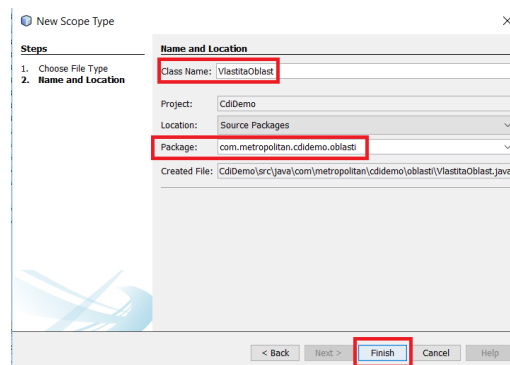 New Scope Type
Steps
1. Choose File Type
2. Name and Location
Name and Location
Class Name: VlastitaOblast
Project: CdiDemo
Location: Source Packages
Package: com.metropolitan.cdidemo.oblasti
Created File: CdiDemo\src\java\com\metropolitan\cdidemo\oblasti\VlastitaOblast.java
< Back Next > Finish Cancel Help